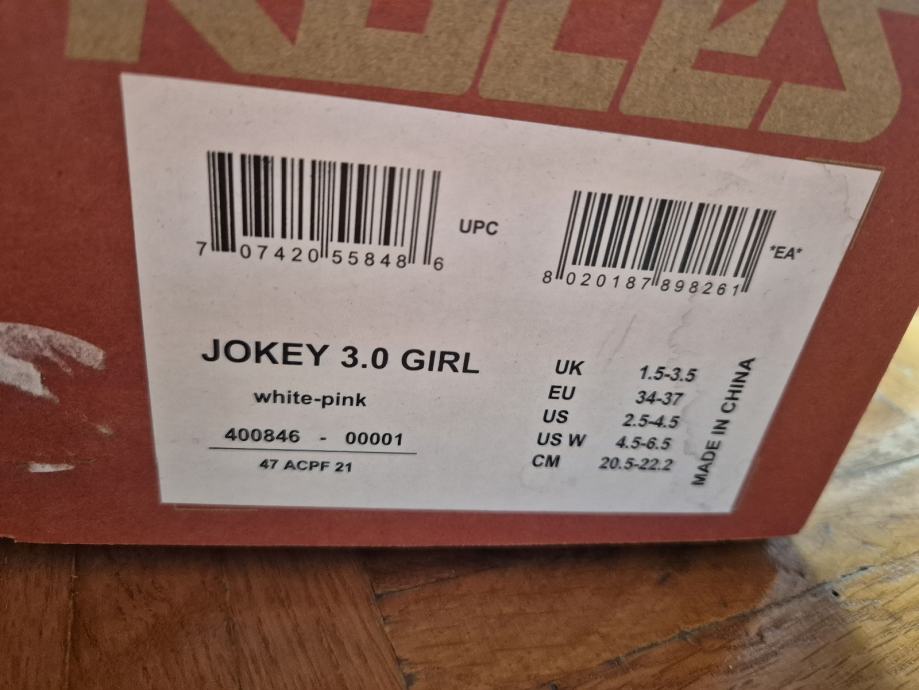 ROCES
7 07420 55848 6
UPC
8 020187 898261
*EA*
JOKEY 3.0 GIRL
white-pink
400846 - 00001
47 ACPF 21
UK 1.5-3.5
EU 34-37
US 2.5-4.5
US W 4.5-6.5
CM 20.5-22.2
MADE IN CHINA